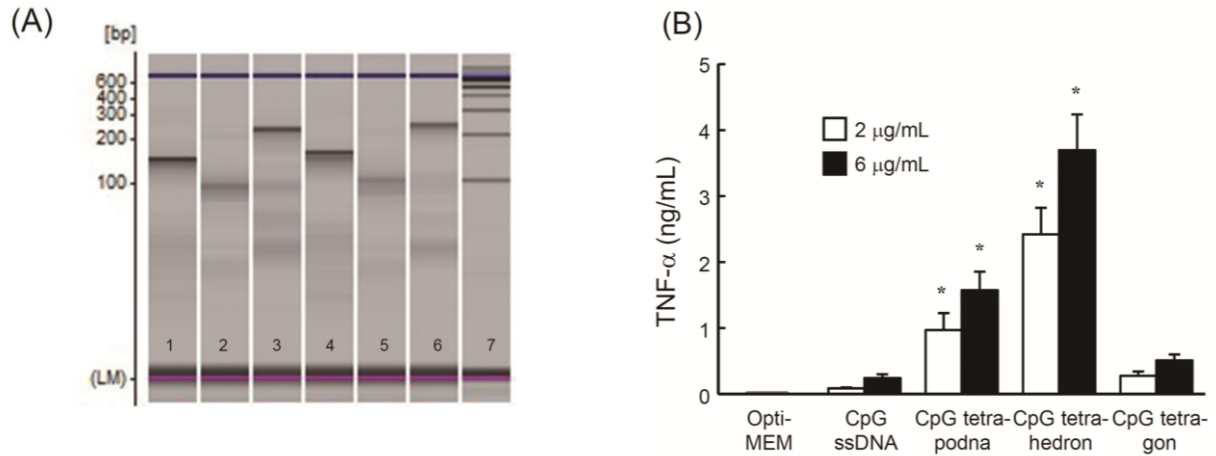 (A)
[bp]
600
400
300
200
100
(LM)
1 2 3 4 5 6 7
(B)
TNF-α (ng/mL)
5
4
3
2
1
0
2 μg/mL
6 μg/mL
* * * *
Opti-
MEM
CpG
ssDNA
CpG tetra-
podna
CpG tetra-
hedron
CpG tetra-
gon